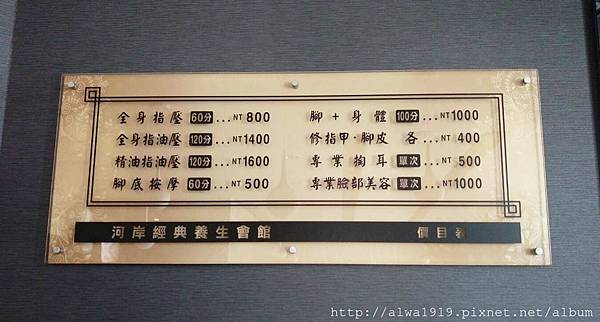 全身指壓 60分 ...NT 800
全身指油壓 120分 ...NT 1400
精油指油壓 120分 ...NT 1600
腳底按摩 60分 ...NT 500
腳+身體 100分 ...NT 1000
修指甲·腳皮 各 ...NT 400
專業掏耳 單次 ...NT 500
專業臉部美容 單次 ...NT 1000
河岸經典養生會館 價目表
http://alwa1919.pixnet.net/album